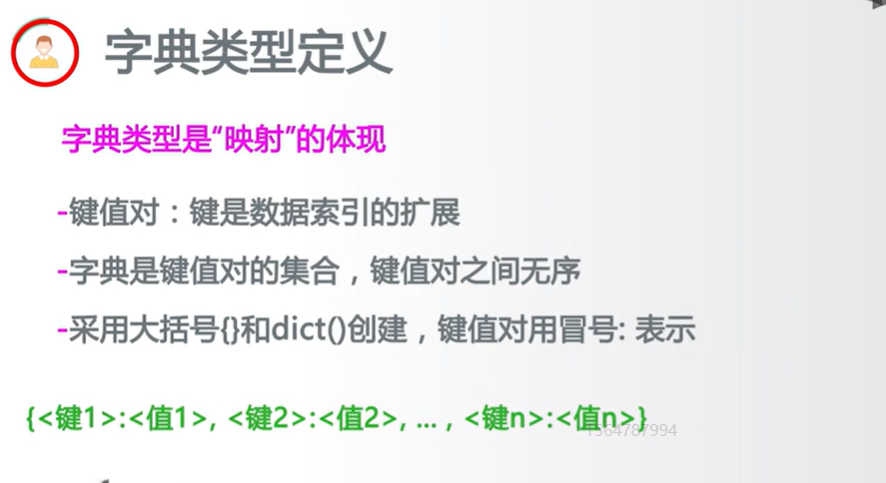 字典类型定义
字典类型是“映射”的体现
-键值对：键是数据索引的扩展
-字典是键值对的集合，键值对之间无序
-采用大括号{}和dict()创建，键值对用冒号: 表示
{<键1>:<值1>, <键2>:<值2>, ... , <键n>:<值n>}
1564787994